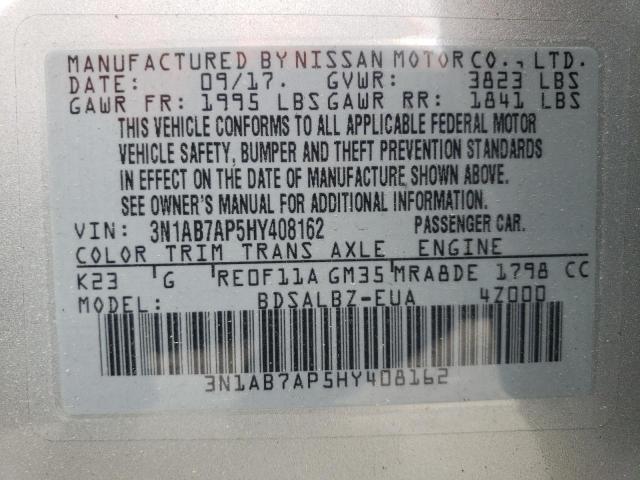 MANUFACTURED BY NISSAN MOTOR CO., LTD.
DATE: 09/17. GVWR: 3823 LBS
GAWR FR: 1995 LBS GAWR RR: 1841 LBS
THIS VEHICLE CONFORMS TO ALL APPLICABLE FEDERAL MOTOR
VEHICLE SAFETY, BUMPER AND THEFT PREVENTION STANDARDS
IN EFFECT ON THE DATE OF MANUFACTURE SHOWN ABOVE.
SEE OWNER'S MANUAL FOR ADDITIONAL INFORMATION.
VIN: 3N1AB7AP5HY408162 PASSENGER CAR.
COLOR TRIM TRANS AXLE ENGINE
K23 G RE0F11A GM35 MRA8DE 1798 CC
MODEL: BDSALBZ-EUA 4Z000
3N1AB7AP5HY408162